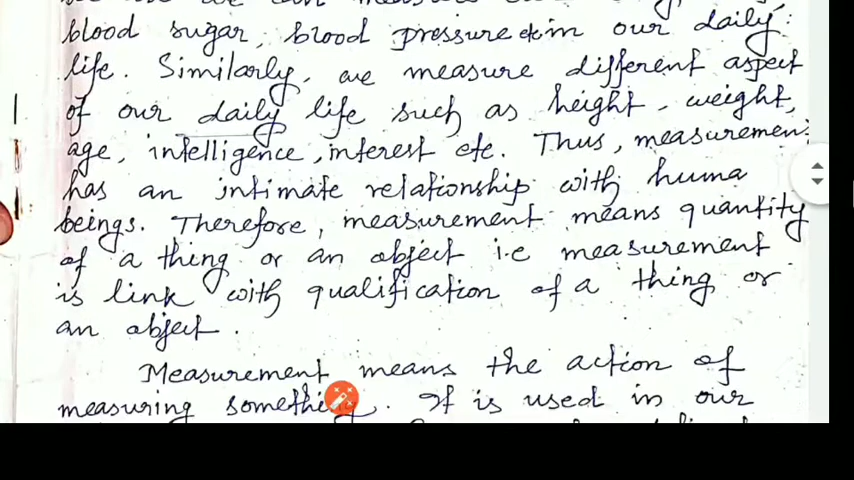 blood sugar, blood pressure etc in our daily
life. Similarly, we measure different aspect
of our daily life such as height, weight,
age, intelligence, interest etc. Thus, measuremen
has an intimate relationship with huma
beings. Therefore, measurement means quantity
of a thing or an object i.e measurement
is link with qualification of a thing or
an object.
Measurement means the action of
measuring something. It is used in our